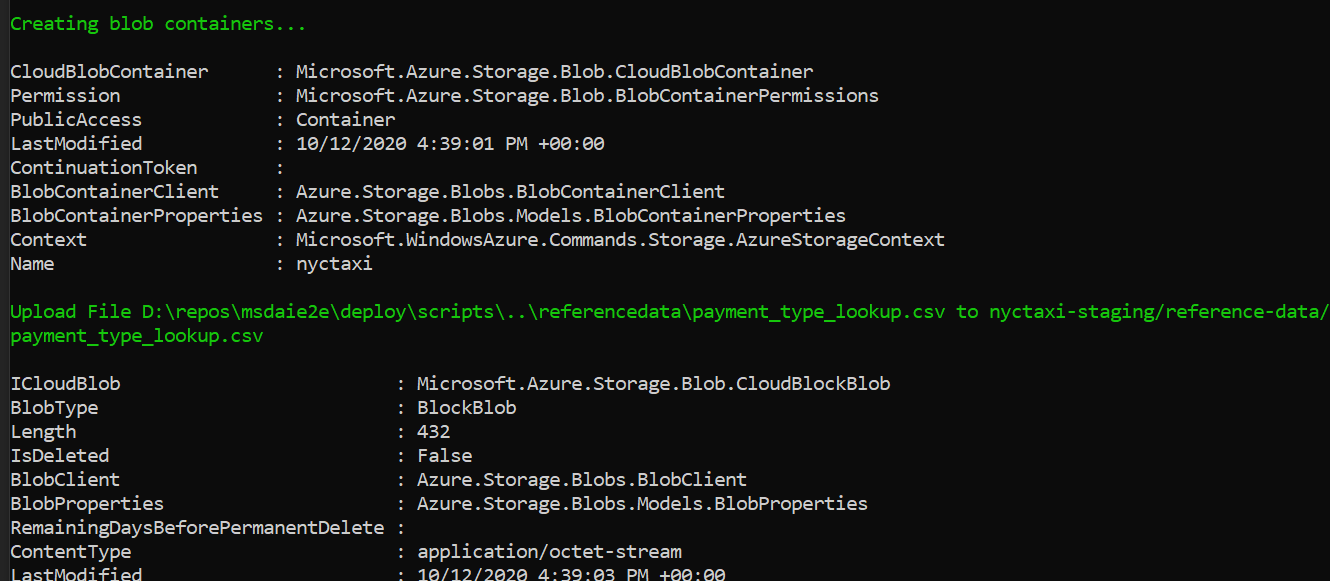 Creating blob containers...
CloudBlobContainer : Microsoft.Azure.Storage.Blob.CloudBlobContainer
Permission : Microsoft.Azure.Storage.Blob.BlobContainerPermissions
PublicAccess : Container
LastModified : 10/12/2020 4:39:01 PM +00:00
ContinuationToken :
BlobContainerClient : Azure.Storage.Blobs.BlobContainerClient
BlobContainerProperties : Azure.Storage.Blobs.Models.BlobContainerProperties
Context : Microsoft.WindowsAzure.Commands.Storage.AzureStorageContext
Name : nyctaxi
Upload File D:\repos\msdaie2e\deploy\scripts\..\referencedata\payment_type_lookup.csv to nyctaxi-staging/reference-data/
payment_type_lookup.csv
ICloudBlob : Microsoft.Azure.Storage.Blob.CloudBlockBlob
BlobType : BlockBlob
Length : 432
IsDeleted : False
BlobClient : Azure.Storage.Blobs.BlobClient
BlobProperties : Azure.Storage.Blobs.Models.BlobProperties
RemainingDaysBeforePermanentDelete :
ContentType : application/octet-stream
LastModified : 10/12/2020 4:39:03 PM +00:00